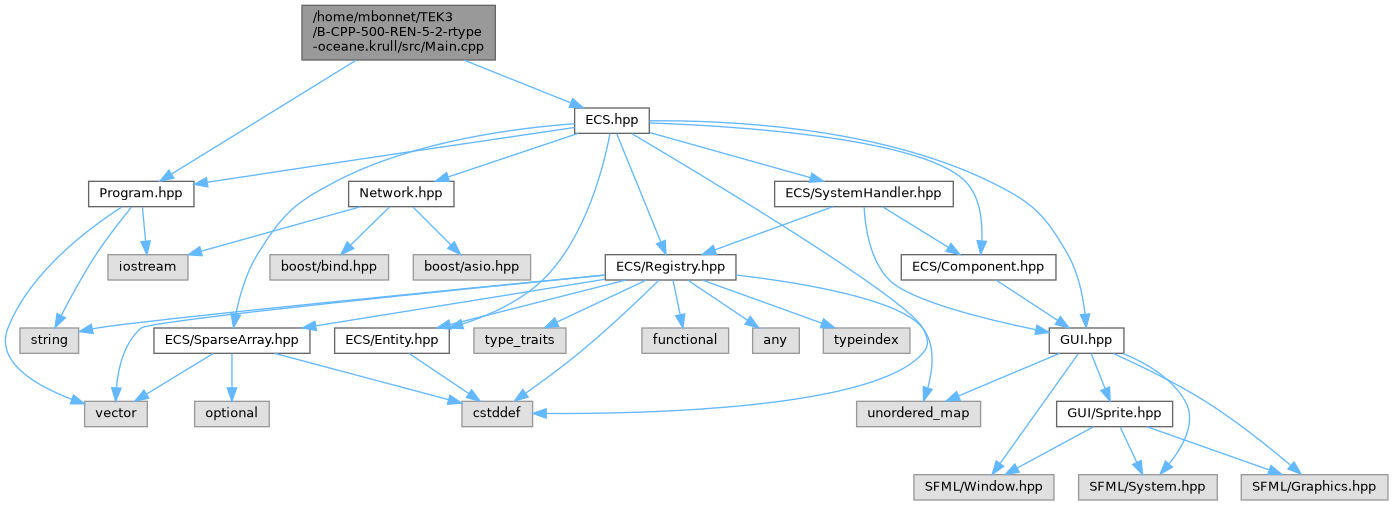 /home/mbonnet/TEK3
/B-CPP-500-REN-5-2-rtype
-oceane.krull/src/Main.cpp
ECS.hpp
Program.hpp
Network.hpp
ECS/SystemHandler.hpp
iostream
boost/bind.hpp
boost/asio.hpp
ECS/Registry.hpp
ECS/Component.hpp
string
ECS/SparseArray.hpp
ECS/Entity.hpp
type_traits
functional
any
typeindex
GUI.hpp
vector
optional
cstddef
unordered_map
GUI/Sprite.hpp
SFML/Window.hpp
SFML/System.hpp
SFML/Graphics.hpp